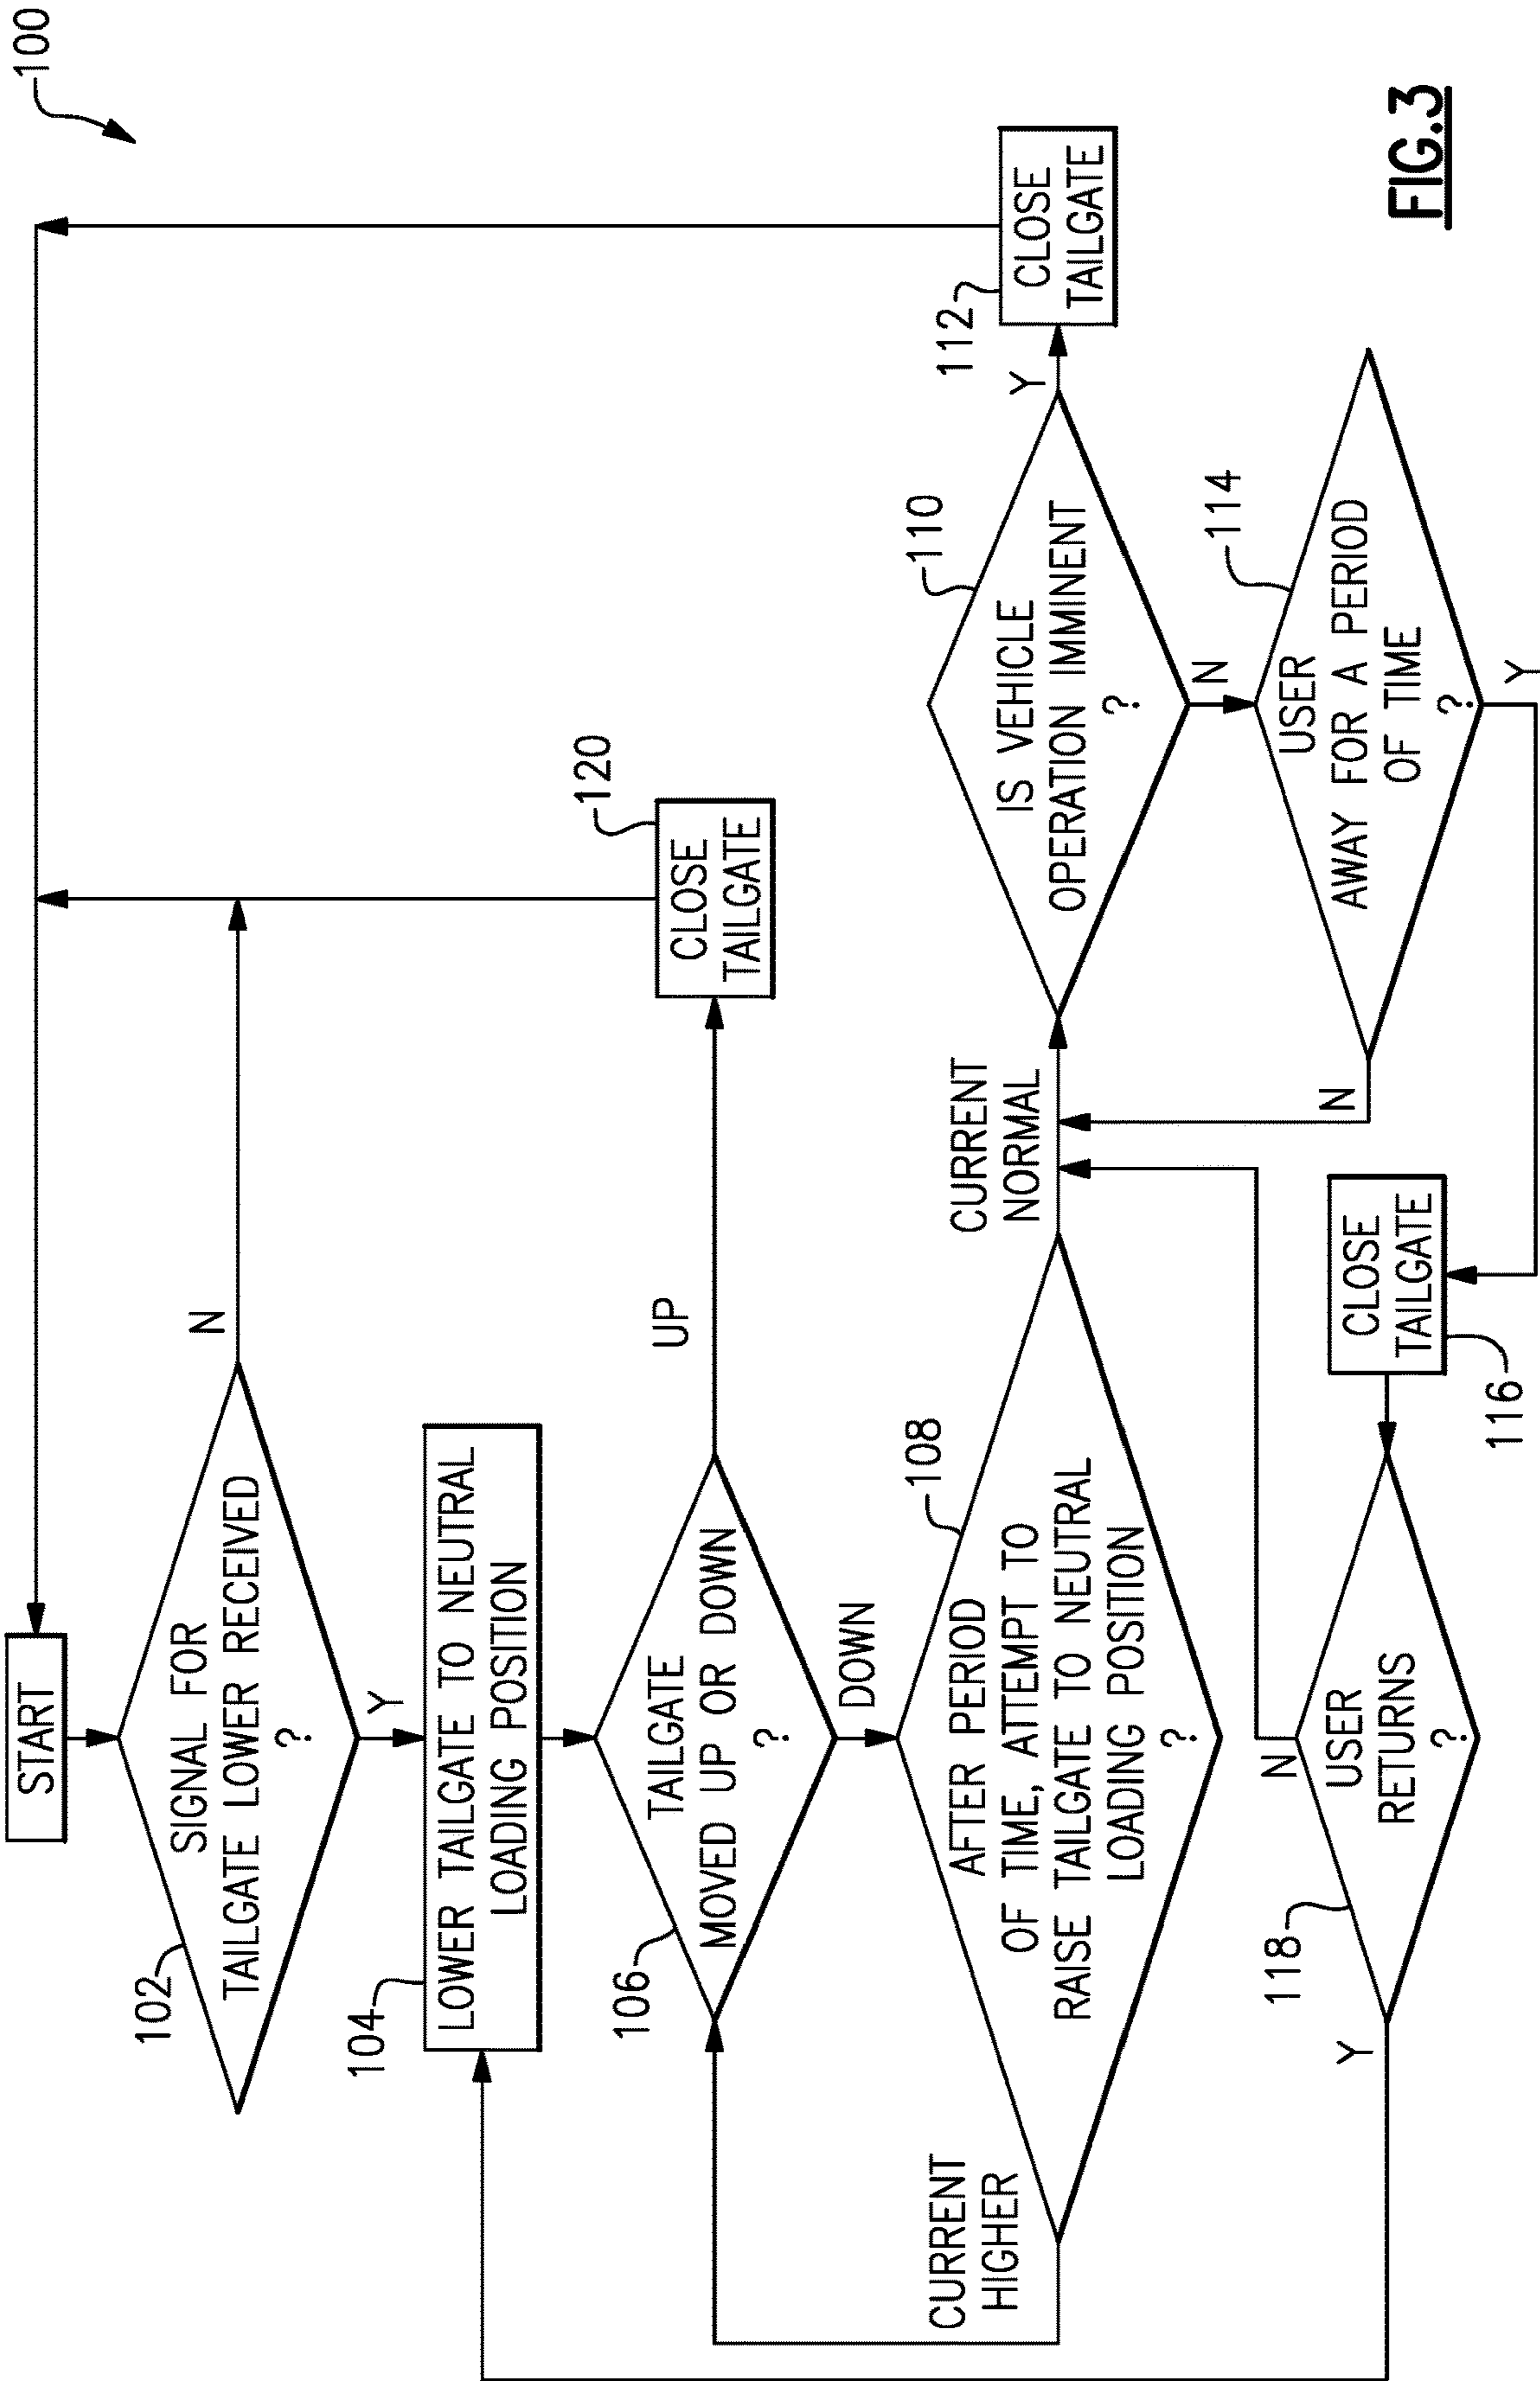 100
START
102
SIGNAL FOR
TAILGATE LOWER RECEIVED
?
N
Y
104
LOWER TAILGATE TO NEUTRAL
LOADING POSITION
106
TAILGATE
MOVED UP OR DOWN
?
UP
120
CLOSE
TAILGATE
DOWN
108
AFTER PERIOD
OF TIME, ATTEMPT TO
RAISE TAILGATE TO NEUTRAL
LOADING POSITION
?
CURRENT
HIGHER
CURRENT
NORMAL
110
IS VEHICLE
OPERATION IMMINENT
?
Y
112
CLOSE
TAILGATE
N
114
USER
AWAY FOR A PERIOD
OF TIME
?
N
Y
116
CLOSE
TAILGATE
118
USER
RETURNS
?
N
Y
FIG.3